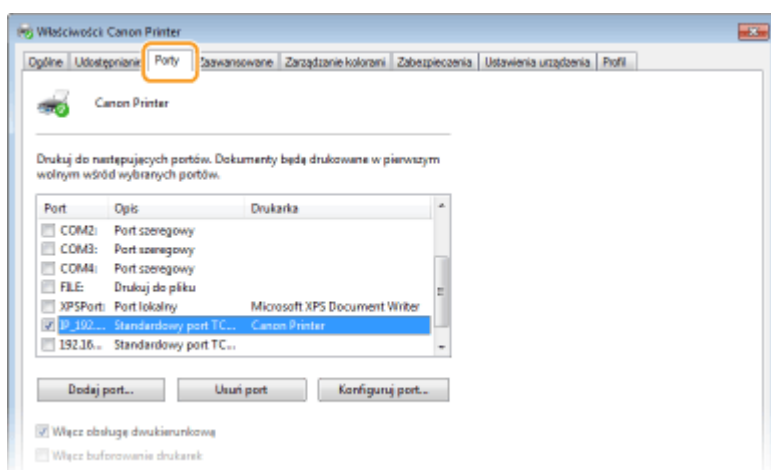 Właściwości: Canon Printer
Ogólne Udostępnianie Porty Zaawansowane Zarządzanie kolorami Zabezpieczenia Ustawienia urządzenia Profil
Canon Printer
Drukuj do następujących portów. Dokumenty będą drukowane w pierwszym
wolnym wśród wybranych portów.
Port Opis Drukarka
COM2: Port szeregowy
COM3: Port szeregowy
COM4: Port szeregowy
FILE: Drukuj do pliku
XPSPort: Port lokalny Microsoft XPS Document Writer
IP_192.... Standardowy port TC... Canon Printer
192.16... Standardowy port TC...
Dodaj port... Usuń port Konfiguruj port...
Włącz obsługę dwukierunkową
Włącz buforowanie drukarek